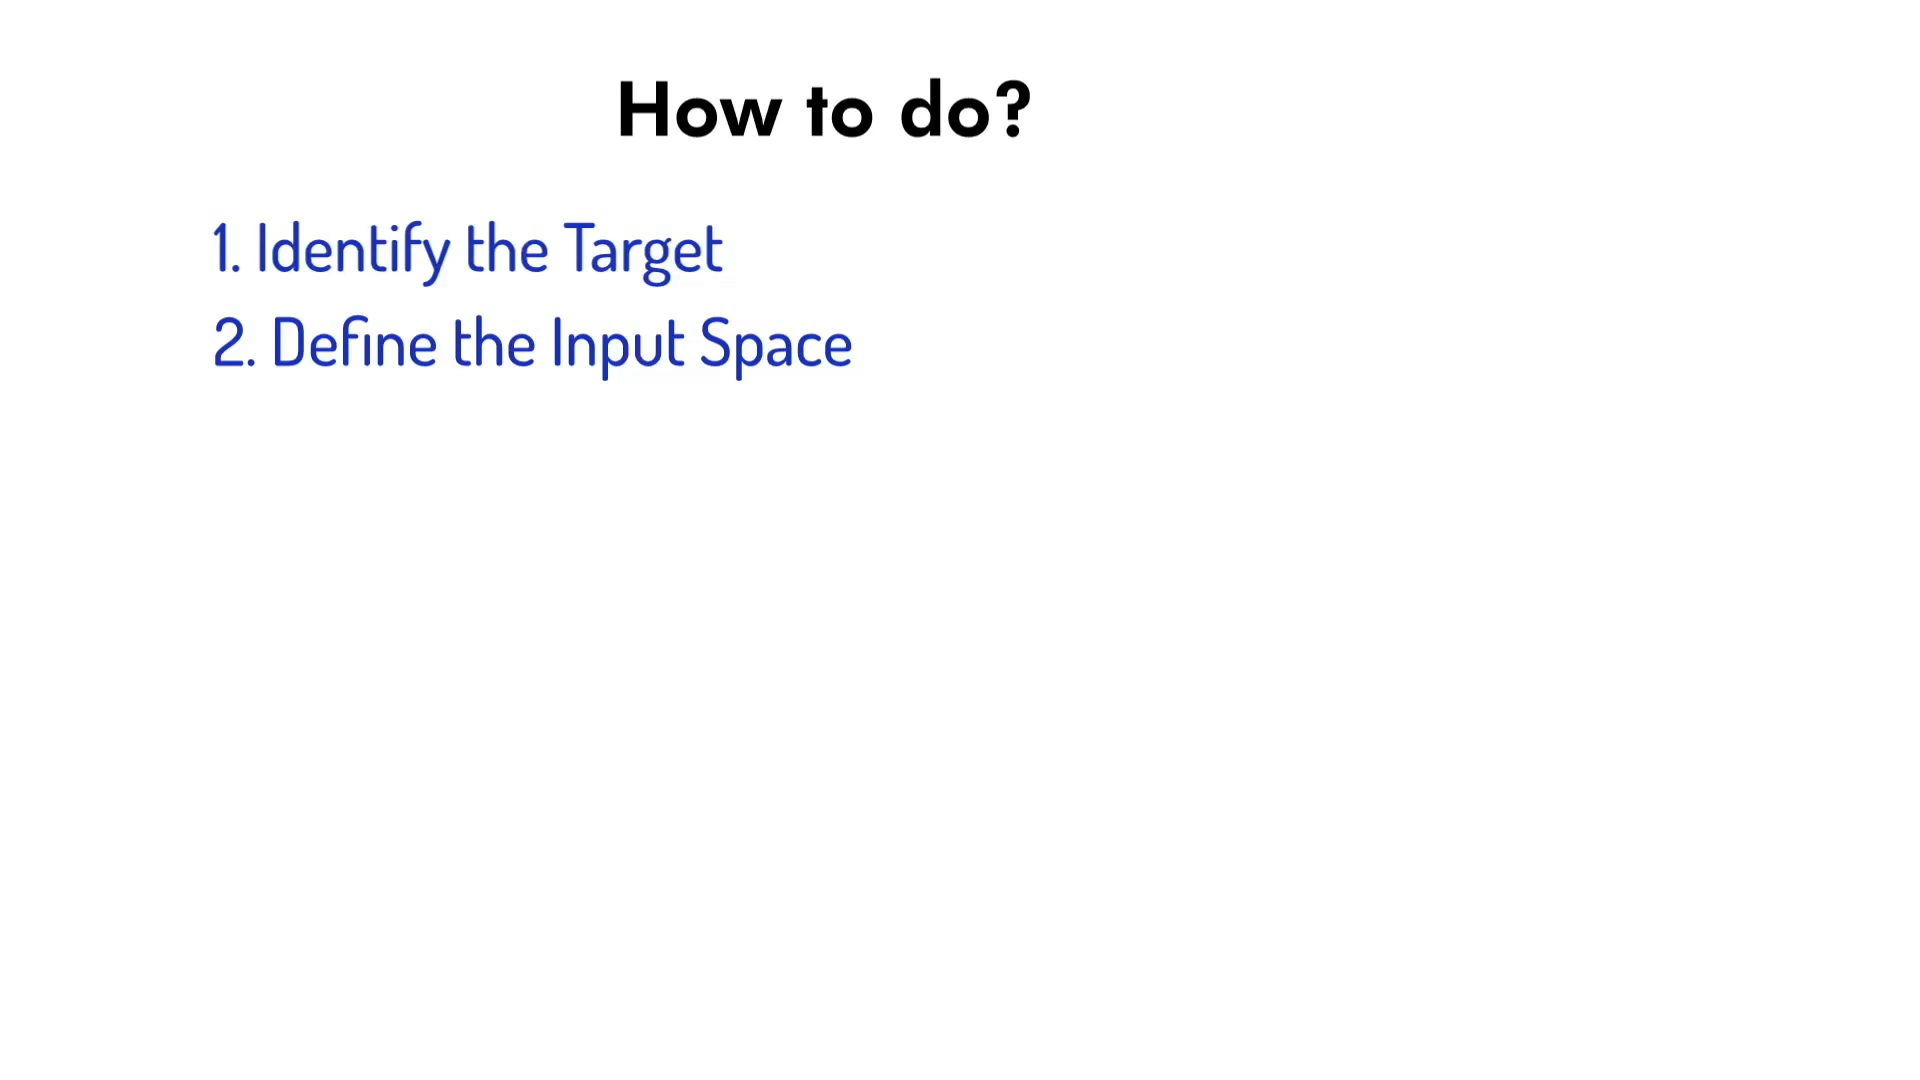 How to do?
1. Identify the Target
2. Define the Input Space